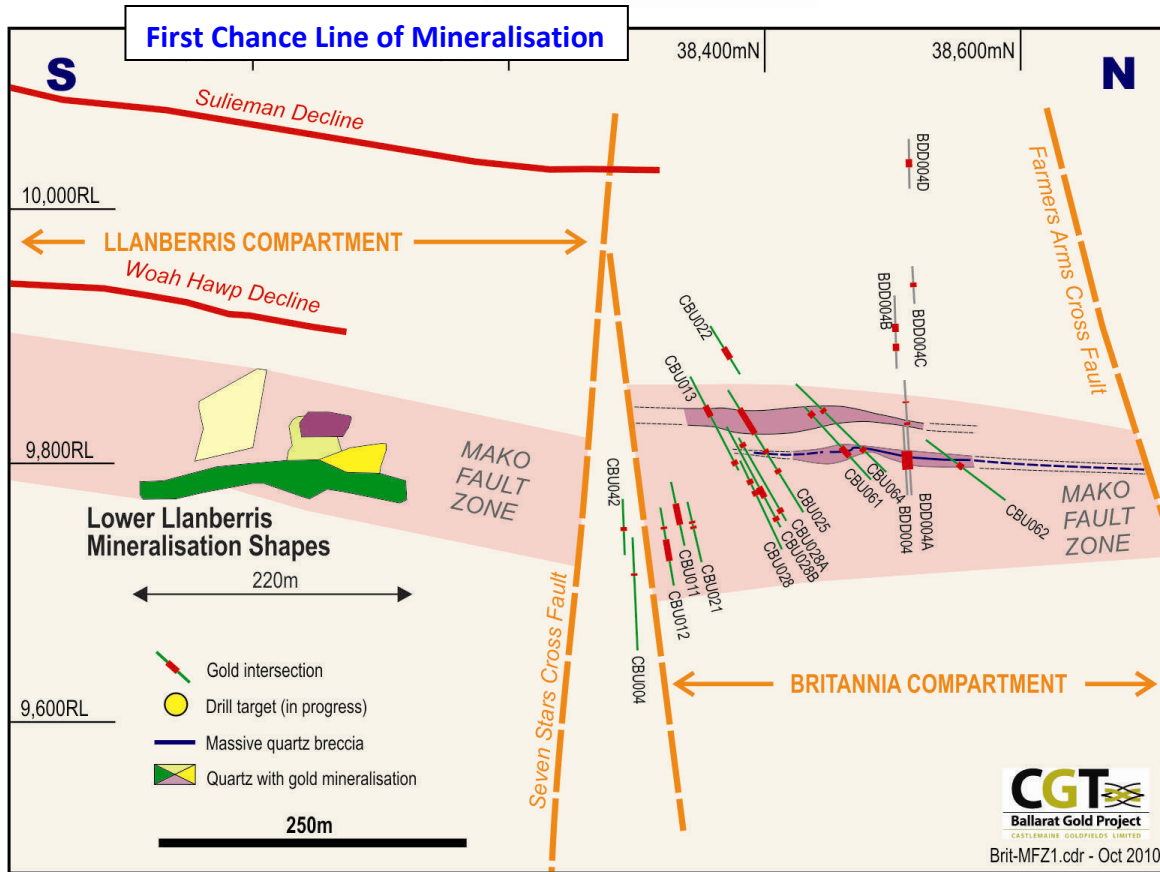 First Chance Line of Mineralisation
38,400mN
38,600mN
S
N
Sulieman Decline
10,000RL
LLANBERRIS COMPARTMENT
Woah Hawp Decline
Farmers Arms Cross Fault
BDD004D
BDD004B
BDD004C
CBU022
CBU013
9,800RL
MAKO
FAULT
ZONE
CBU042
CBU061
CBU064
CBU025
BDD004
BDD004A
CBU062
MAKO
FAULT
ZONE
Lower Llanberris
Mineralisation Shapes
220m
CBU028A
CBU028B
CBU028
CBU021
CBU011
CBU012
CBU004
Seven Stars Cross Fault
Gold intersection
Drill target (in progress)
Massive quartz breccia
Quartz with gold mineralisation
9,600RL
BRITANNIA COMPARTMENT
250m
CGT
Ballarat Gold Project
CASTLEMAINE GOLDFIELDS LIMITED
Brit-MFZ1.cdr - Oct 2010